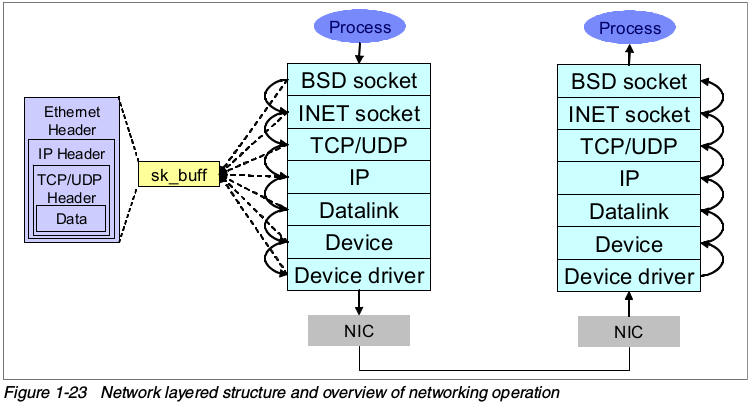 Process
BSD socket
INET socket
TCP/UDP
IP
Datalink
Device
Device driver
NIC
Ethernet
Header
IP Header
TCP/UDP
Header
Data
sk_buff
Process
BSD socket
INET socket
TCP/UDP
IP
Datalink
Device
Device driver
NIC
Figure 1-23 Network layered structure and overview of networking operation